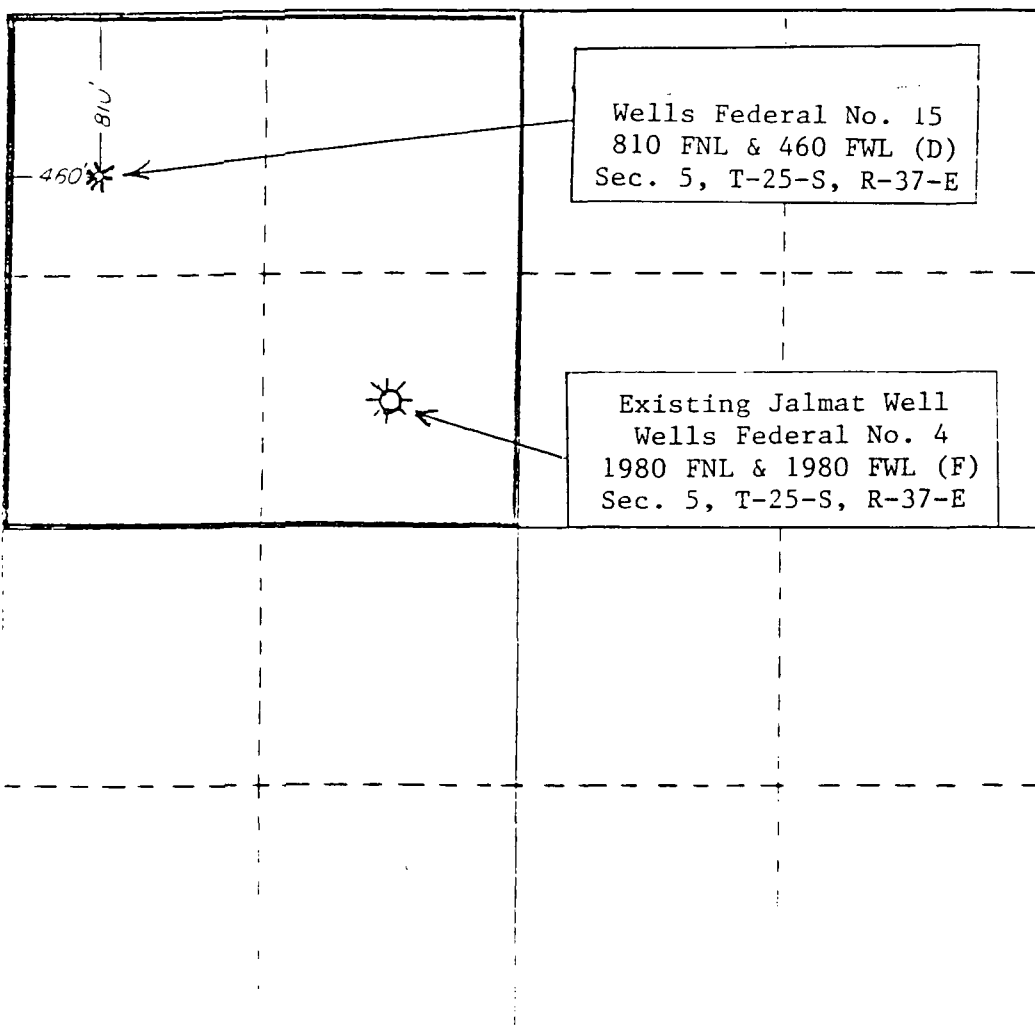 810'
460'
Wells Federal No. 15
810 FNL & 460 FWL (D)
Sec. 5, T-25-S, R-37-E
Existing Jalmat Well
Wells Federal No. 4
1980 FNL & 1980 FWL (F)
Sec. 5, T-25-S, R-37-E